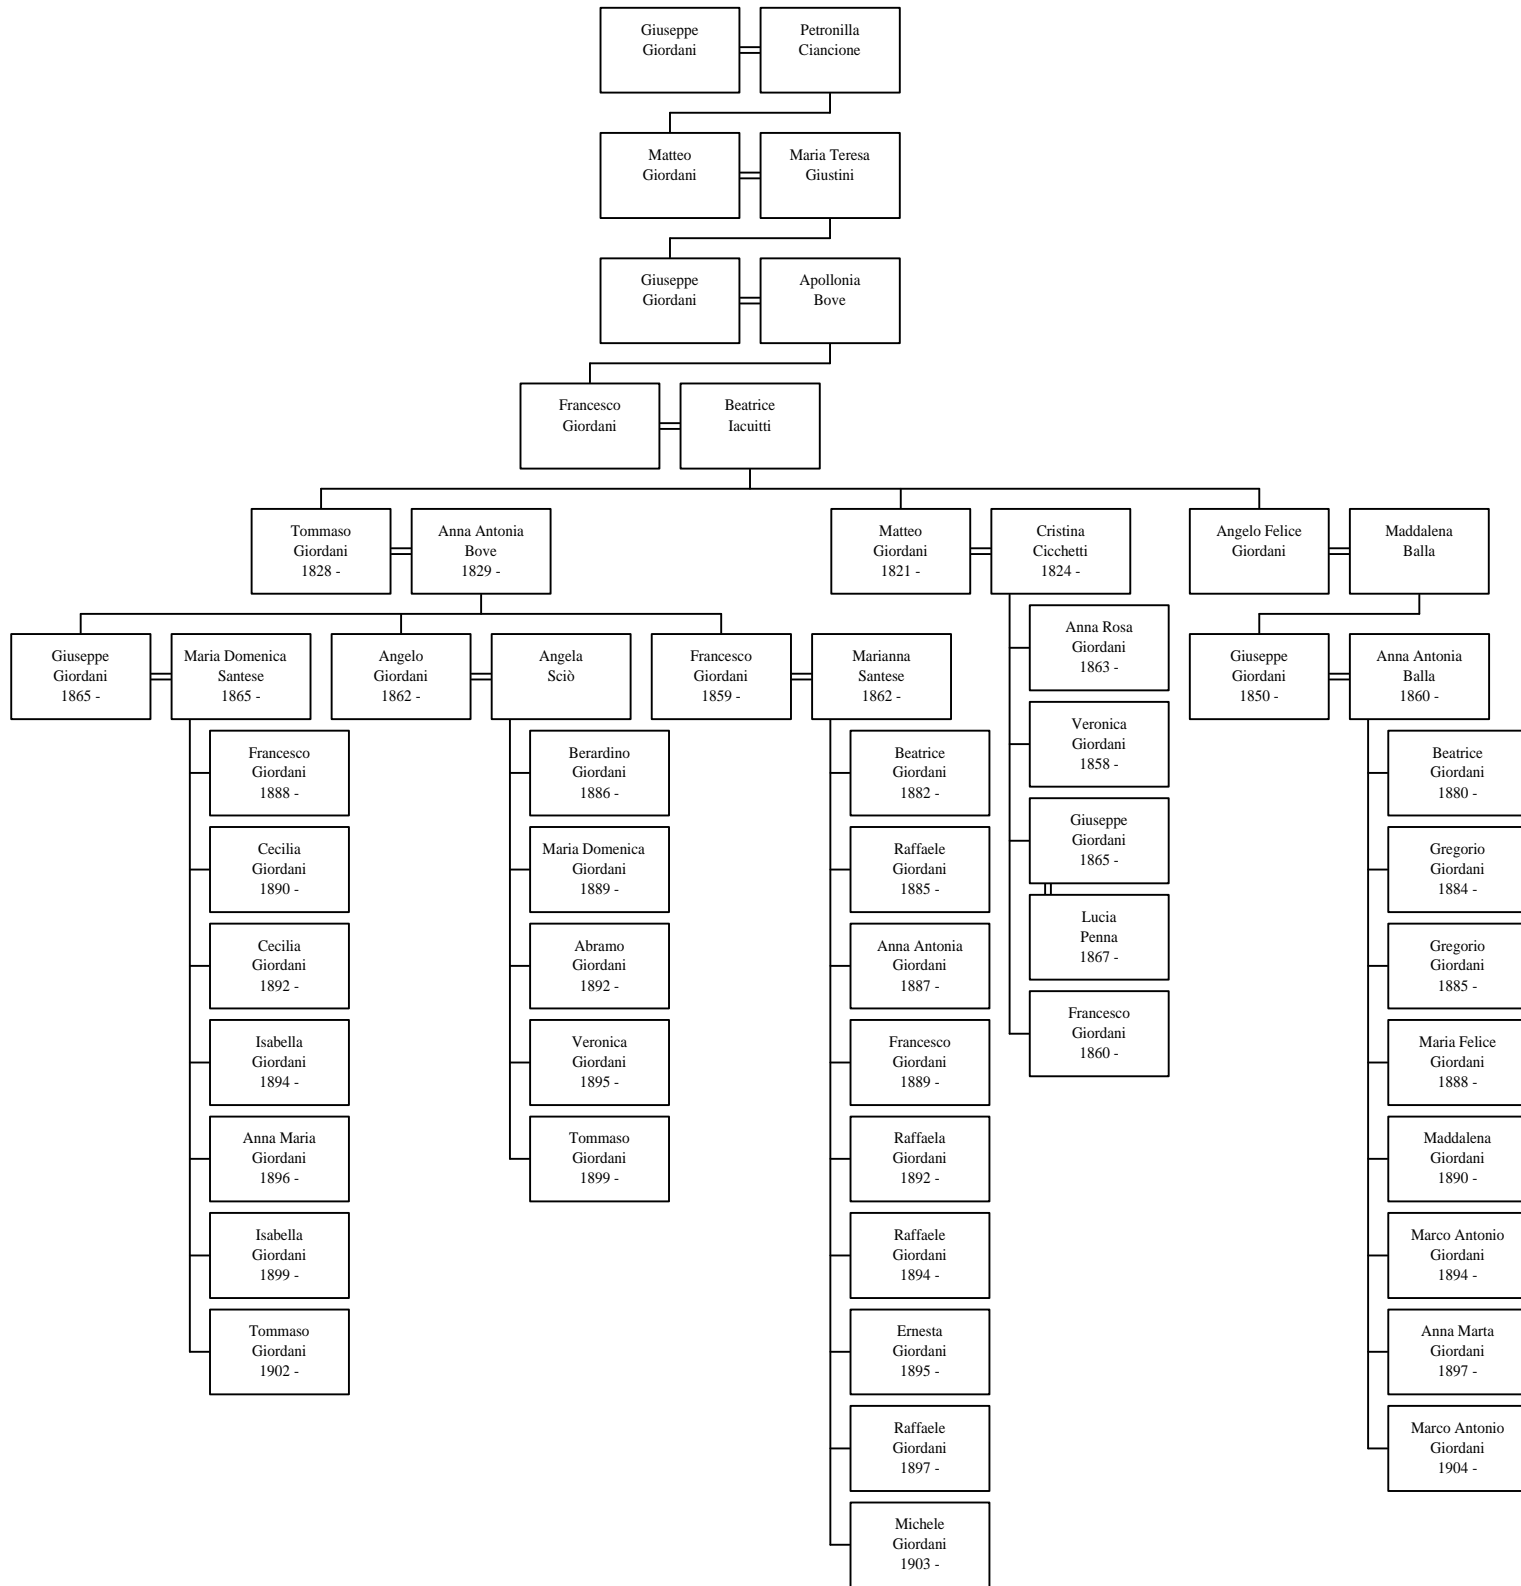 Giuseppe
Giordani
Petronilla
Ciancione
Matteo
Giordani
Maria Teresa
Giustini
Giuseppe
Giordani
Apollonia
Bove
Francesco
Giordani
Beatrice
Iacuitti
Tommaso
Giordani
1828 -
Anna Antonia
Bove
1829 -
Matteo
Giordani
1821 -
Cristina
Cicchetti
1824 -
Angelo Felice
Giordani
Maddalena
Balla
Giuseppe
Giordani
1865 -
Maria Domenica
Santese
1865 -
Francesco
Giordani
1888 -
Cecilia
Giordani
1890 -
Cecilia
Giordani
1892 -
Isabella
Giordani
1894 -
Anna Maria
Giordani
1896 -
Isabella
Giordani
1899 -
Tommaso
Giordani
1902 -
Angelo
Giordani
1862 -
Angela
Sciò
Berardino
Giordani
1886 -
Maria Domenica
Giordani
1889 -
Abramo
Giordani
1892 -
Veronica
Giordani
1895 -
Tommaso
Giordani
1899 -
Francesco
Giordani
1859 -
Marianna
Santese
1862 -
Beatrice
Giordani
1882 -
Raffaele
Giordani
1885 -
Anna Antonia
Giordani
1887 -
Francesco
Giordani
1889 -
Raffaela
Giordani
1892 -
Raffaele
Giordani
1894 -
Ernesta
Giordani
1895 -
Raffaele
Giordani
1897 -
Michele
Giordani
1903 -
Anna Rosa
Giordani
1863 -
Veronica
Giordani
1858 -
Giuseppe
Giordani
1865 -
Lucia
Penna
1867 -
Francesco
Giordani
1860 -
Giuseppe
Giordani
1850 -
Anna Antonia
Balla
1860 -
Beatrice
Giordani
1880 -
Gregorio
Giordani
1884 -
Gregorio
Giordani
1885 -
Maria Felice
Giordani
1888 -
Maddalena
Giordani
1890 -
Marco Antonio
Giordani
1894 -
Anna Marta
Giordani
1897 -
Marco Antonio
Giordani
1904 -